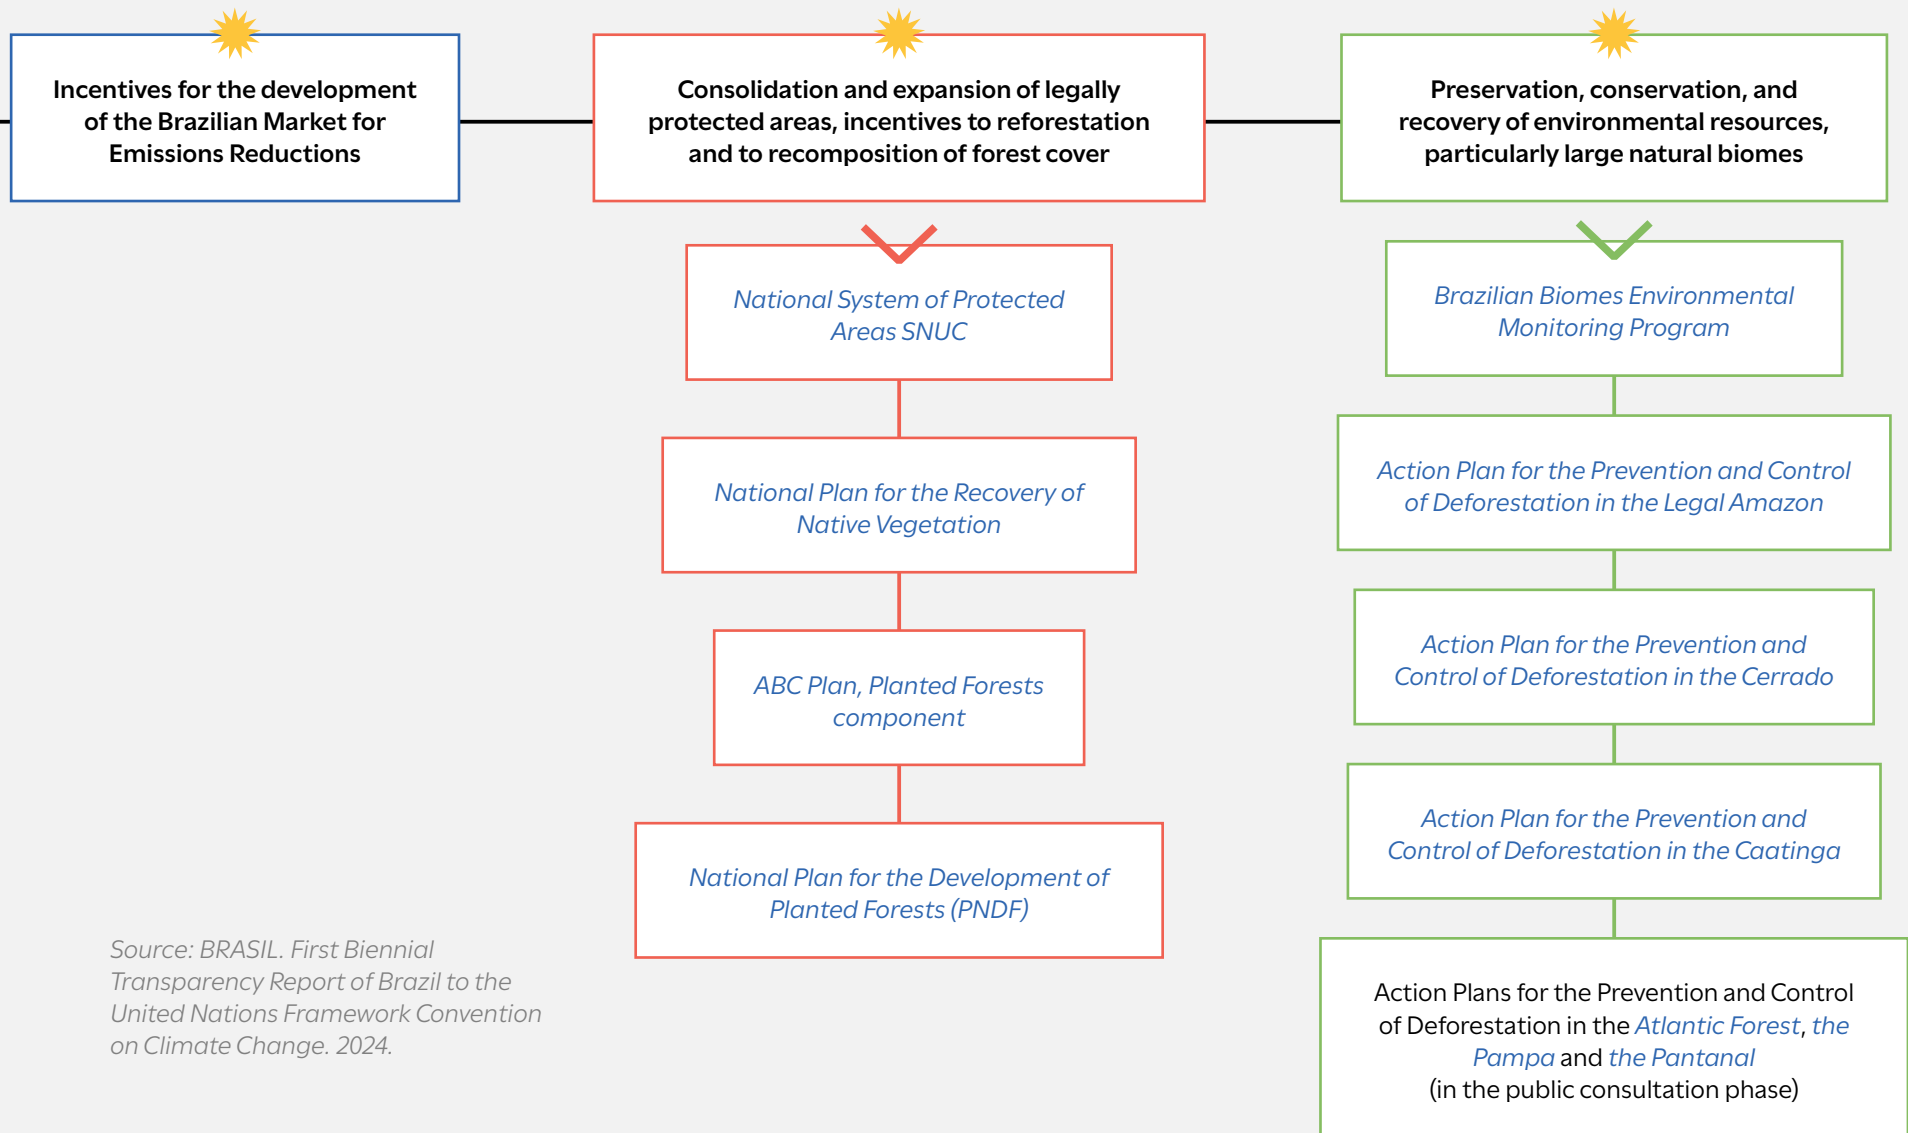 Incentives for the development
of the Brazilian Market for
Emissions Reductions
Consolidation and expansion of legally
protected areas, incentives to reforestation
and to recomposition of forest cover
National System of Protected
Areas SNUC
National Plan for the Recovery of
Native Vegetation
ABC Plan, Planted Forests
component
National Plan for the Development of
Planted Forests (PNDF)
Preservation, conservation, and
recovery of environmental resources,
particularly large natural biomes
Brazilian Biomes Environmental
Monitoring Program
Action Plan for the Prevention and Control
of Deforestation in the Legal Amazon
Action Plan for the Prevention and
Control of Deforestation in the Cerrado
Action Plan for the Prevention and
Control of Deforestation in the Caatinga
Action Plans for the Prevention and Control
of Deforestation in the Atlantic Forest, the
Pampa and the Pantanal
(in the public consultation phase)
Source: BRASIL. First Biennial
Transparency Report of Brazil to the
United Nations Framework Convention
on Climate Change. 2024.